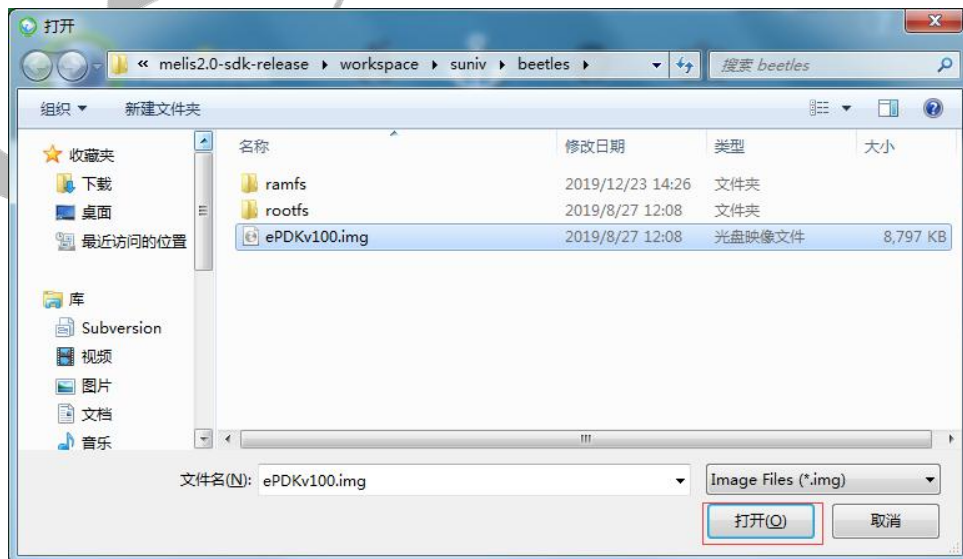 打开
« melis2.0-sdk-release ▸ workspace ▸ suniv ▸ beetles ▸
搜索 beetles
组织 ▼ 新建文件夹
名称 修改日期 类型 大小
收藏夹
下载
桌面
最近访问的位置
ramfs 2019/12/23 14:26 文件夹
rootfs 2019/8/27 12:08 文件夹
ePDKv100.img 2019/8/27 12:08 光盘映像文件 8,797 KB
库
Subversion
视频
图片
文档
音乐
文件名(N): ePDKv100.img Image Files (*.img)
打开(O) 取消